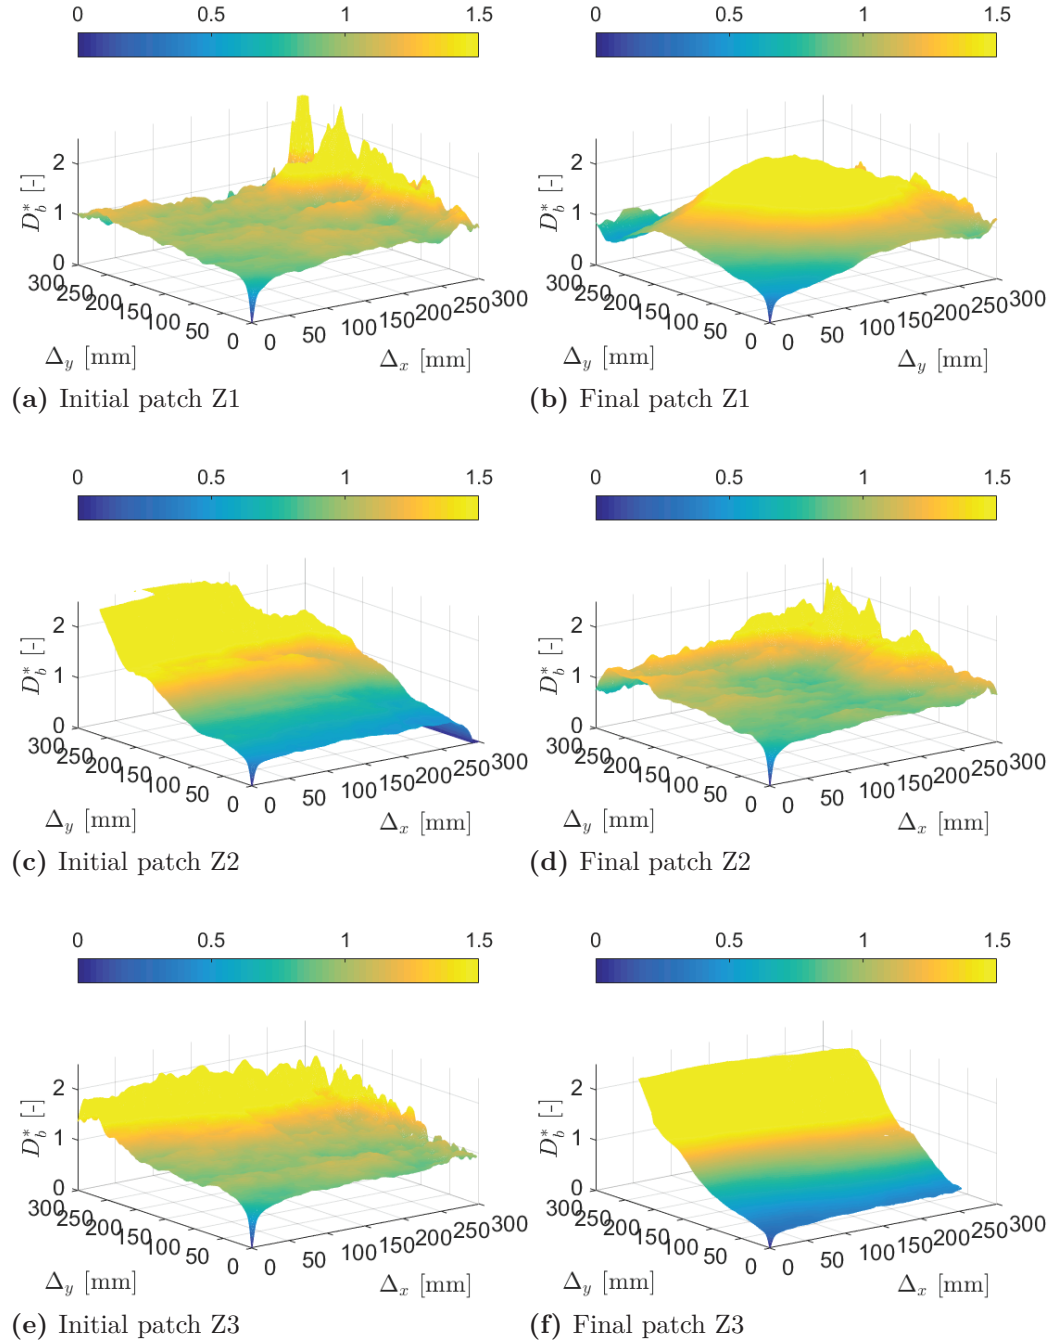 0 0.5 1 1.5
0 0.5 1 1.5
2
1
0
D*b [-]
300 250 200 150 100 50 0
0 50 100 150 200 250 300
Δy [mm]
Δx [mm]
2
1
0
D*b [-]
300 250 200 150 100 50 0
0 50 100 150 200 250 300
Δy [mm]
Δy [mm]
(a) Initial patch Z1
(b) Final patch Z1
0 0.5 1 1.5
0 0.5 1 1.5
2
1
0
D*b [-]
300 250 200 150 100 50 0
0 50 100 150 200 250 300
Δy [mm]
Δx [mm]
2
1
0
D*b [-]
300 250 200 150 100 50 0
0 50 100 150 200 250 300
Δy [mm]
Δx [mm]
(c) Initial patch Z2
(d) Final patch Z2
0 0.5 1 1.5
0 0.5 1 1.5
2
1
0
D*b [-]
300 250 200 150 100 50 0
0 50 100 150 200 250 300
Δy [mm]
Δx [mm]
2
1
0
D*b [-]
300 250 200 150 100 50 0
0 50 100 150 200 250 300
Δy [mm]
Δx [mm]
(e) Initial patch Z3
(f) Final patch Z3